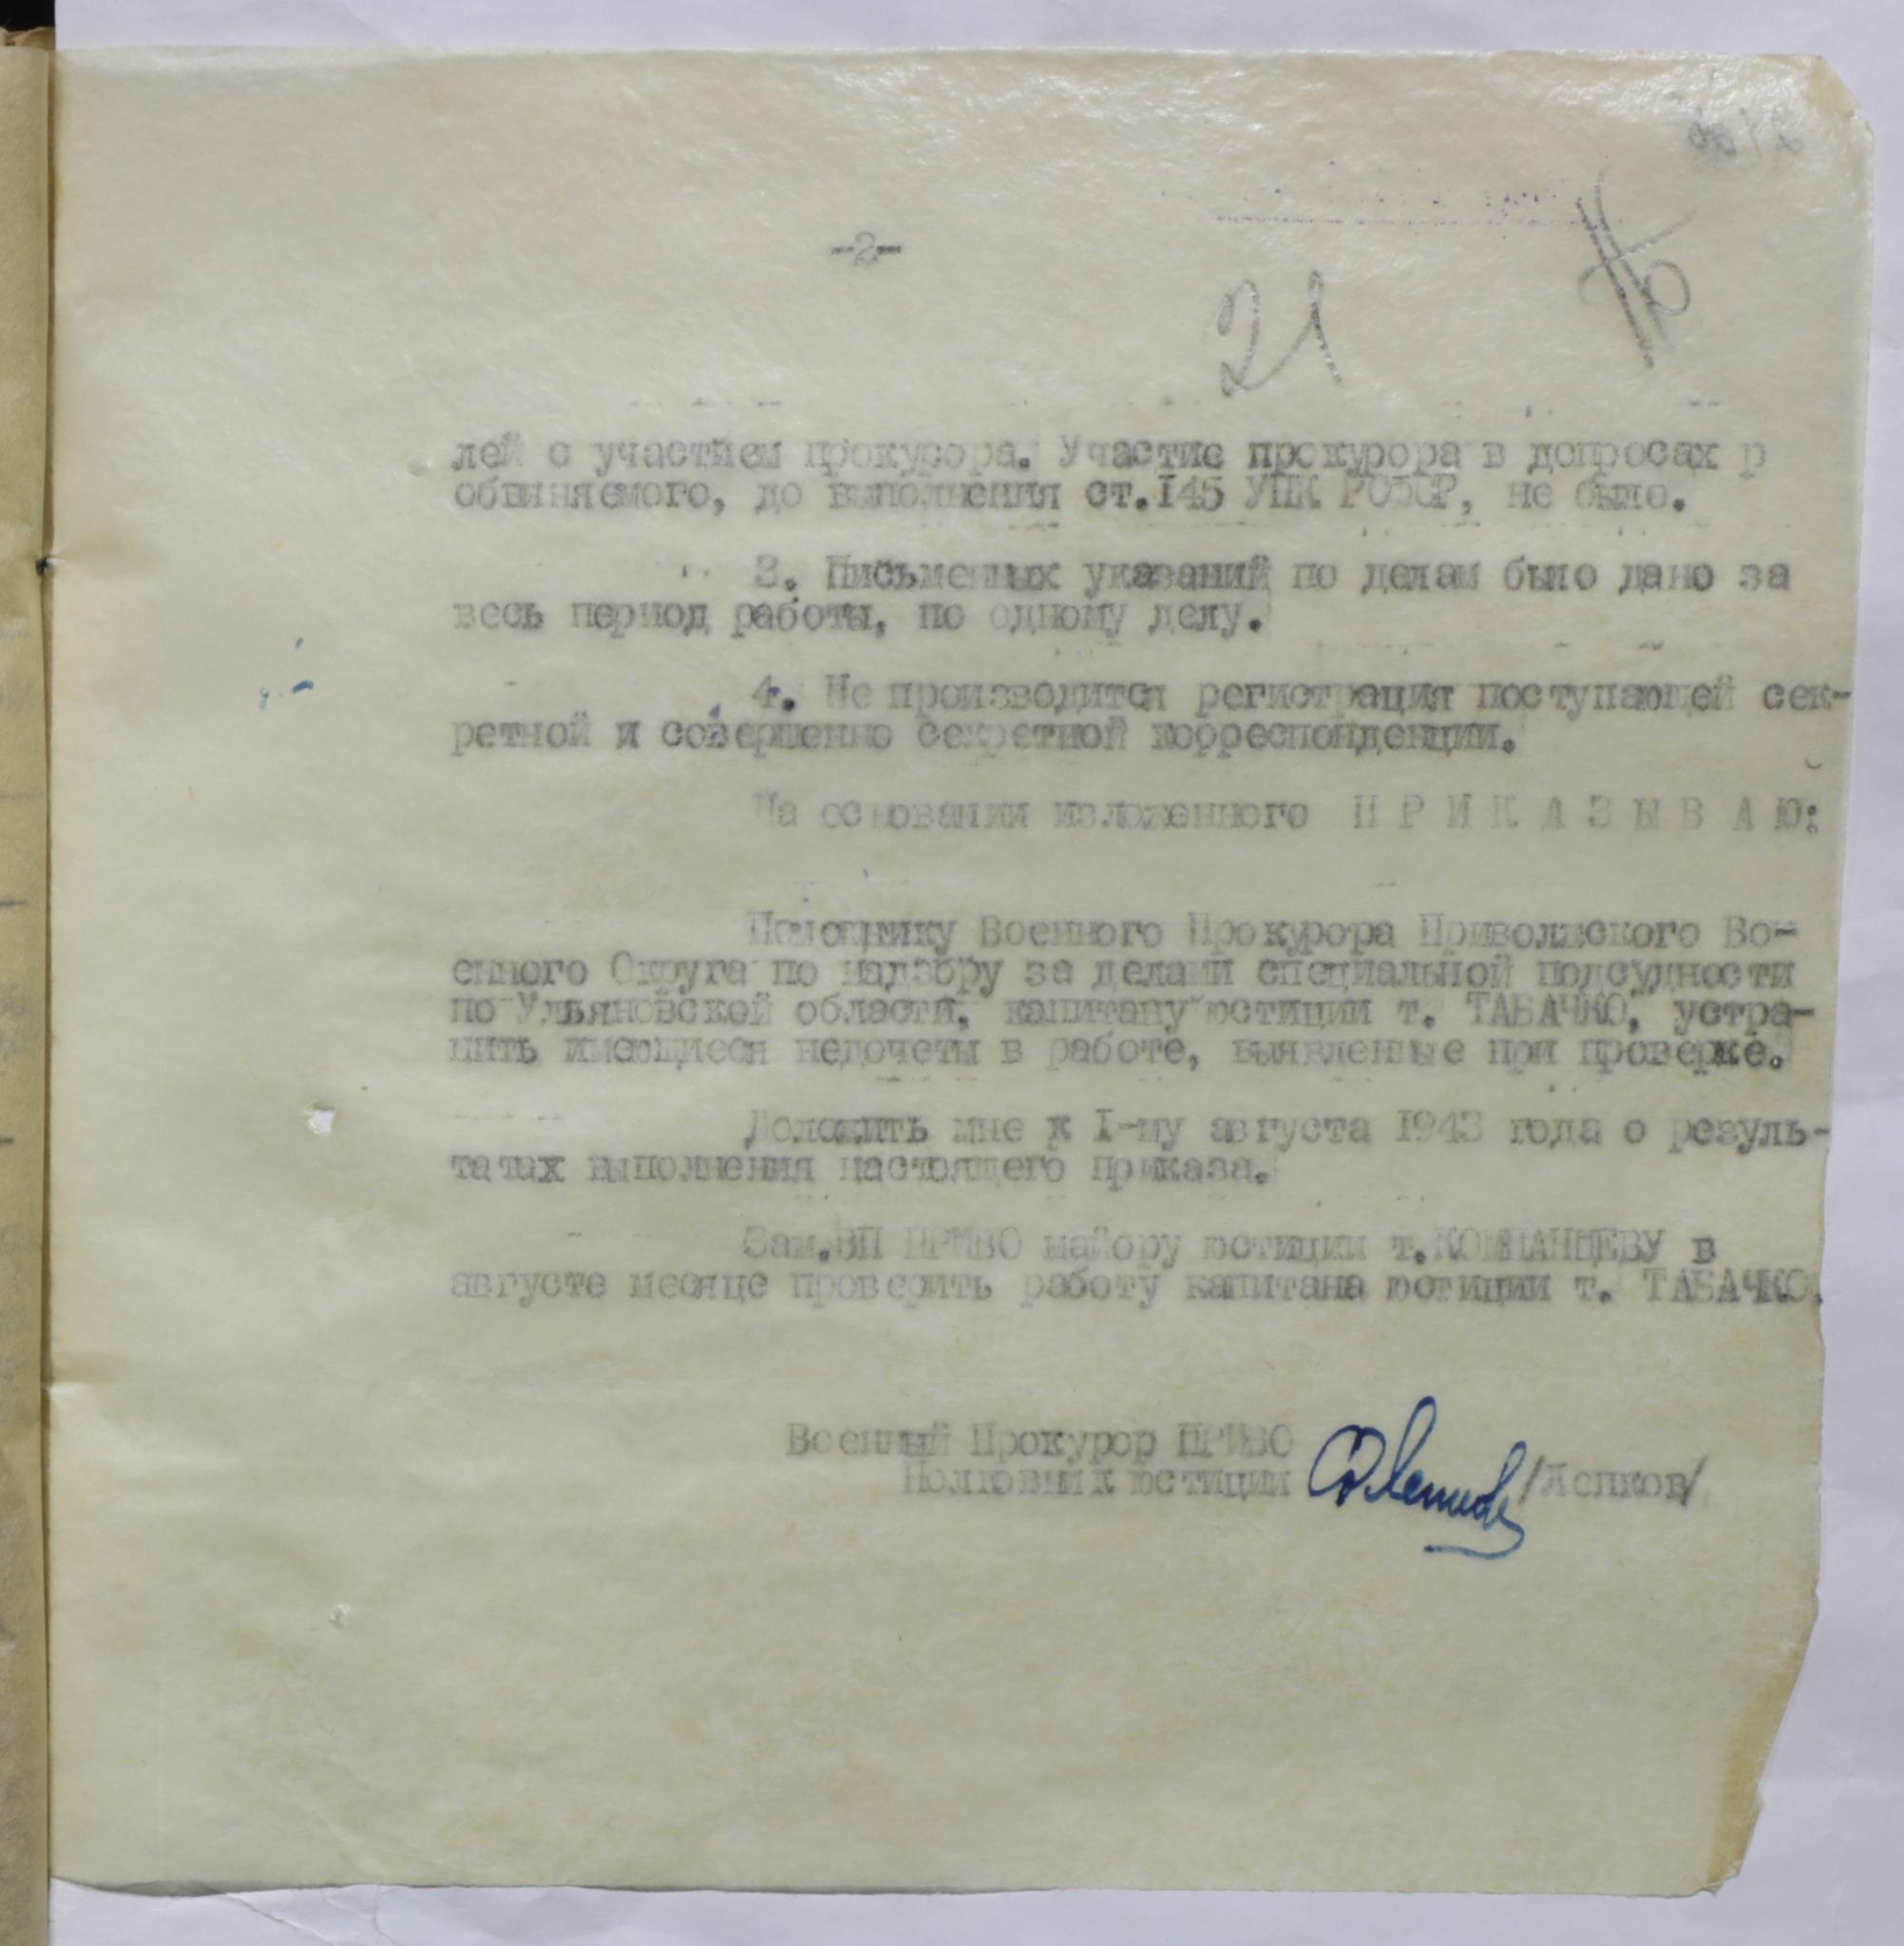 -2-
21
лей с участием прокурора. Участие прокурора в допросах р
обвиняемого, до выполнения ст.I45 УПК РСФСР, не было.
3. Письменных указаний по делам было дано за
весь период работы, по одному делу.
4. Не производится регистрация поступающей сек-
ретной и совершенно секретной корреспонденции.
На основании изложенного П Р И К А З Ы В А Ю:
Помощнику Военного Прокурора Приволжского Во-
енного Округа по надзору за делами специальной подсудности
по Ульяновской области, капитану юстиции т. ТАБАЧКО, устра-
нить имеющиеся недочеты в работе, выявленные при проверке.
Доложить мне к I-му августа 1943 года о резуль-
татах выполнения настоящего приказа.
Зам.ВП ПРИВО майору юстиции т.КОМПАНЦЕВУ в
августе месяце проверить работу капитана юстиции т. ТАБАЧКО.
Военный Прокурор ПРИВО
Полковник юстиции /Лепков/